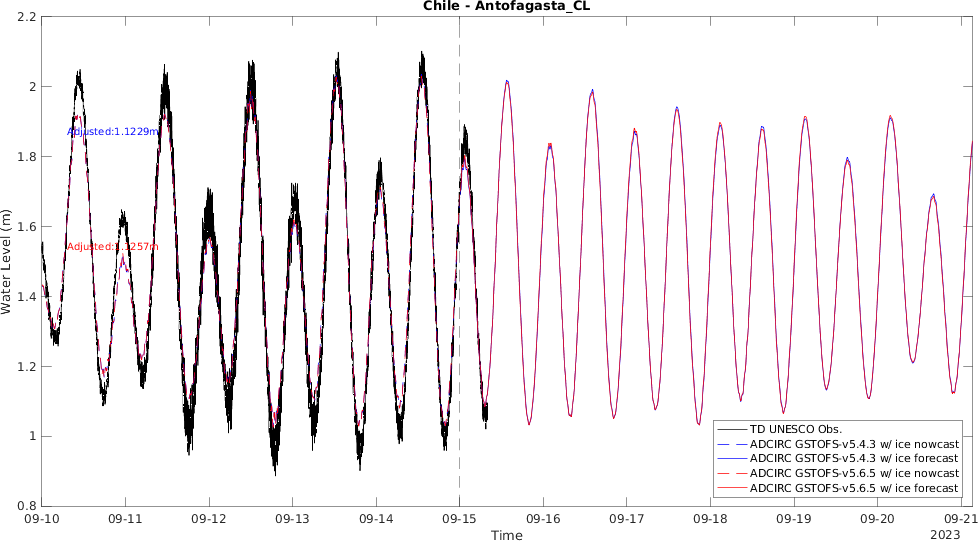 Chile - Antofagasta_CL
2.2
2
1.8
1.6
1.4
1.2
1
0.8
Water Level (m)
Adjusted:1.1229m
Adjusted:1.1257m
TD UNESCO Obs.
ADCIRC GSTOFS-v5.4.3 w/ ice nowcast
ADCIRC GSTOFS-v5.4.3 w/ ice forecast
ADCIRC GSTOFS-v5.6.5 w/ ice nowcast
ADCIRC GSTOFS-v5.6.5 w/ ice forecast
09-10 09-11 09-12 09-13 09-14 09-15 09-16 09-17 09-18 09-19 09-20 09-21
Time
2023